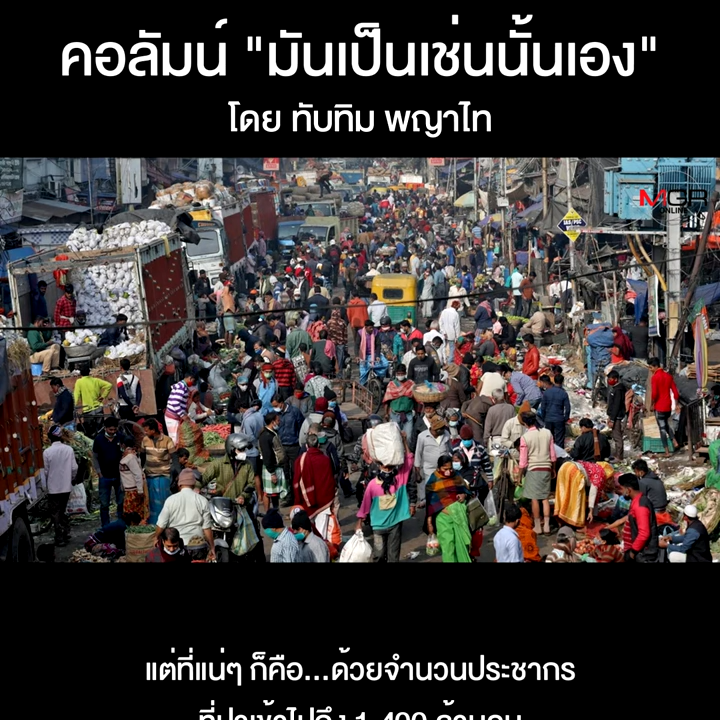 คอลัมน์ "มันเป็นเช่นนั้นเอง"
โดย ทับทิม พญาไท
MGR
ONLINE
แต่ที่แน่ๆ ก็คือ...ด้วยจำนวนประชากร